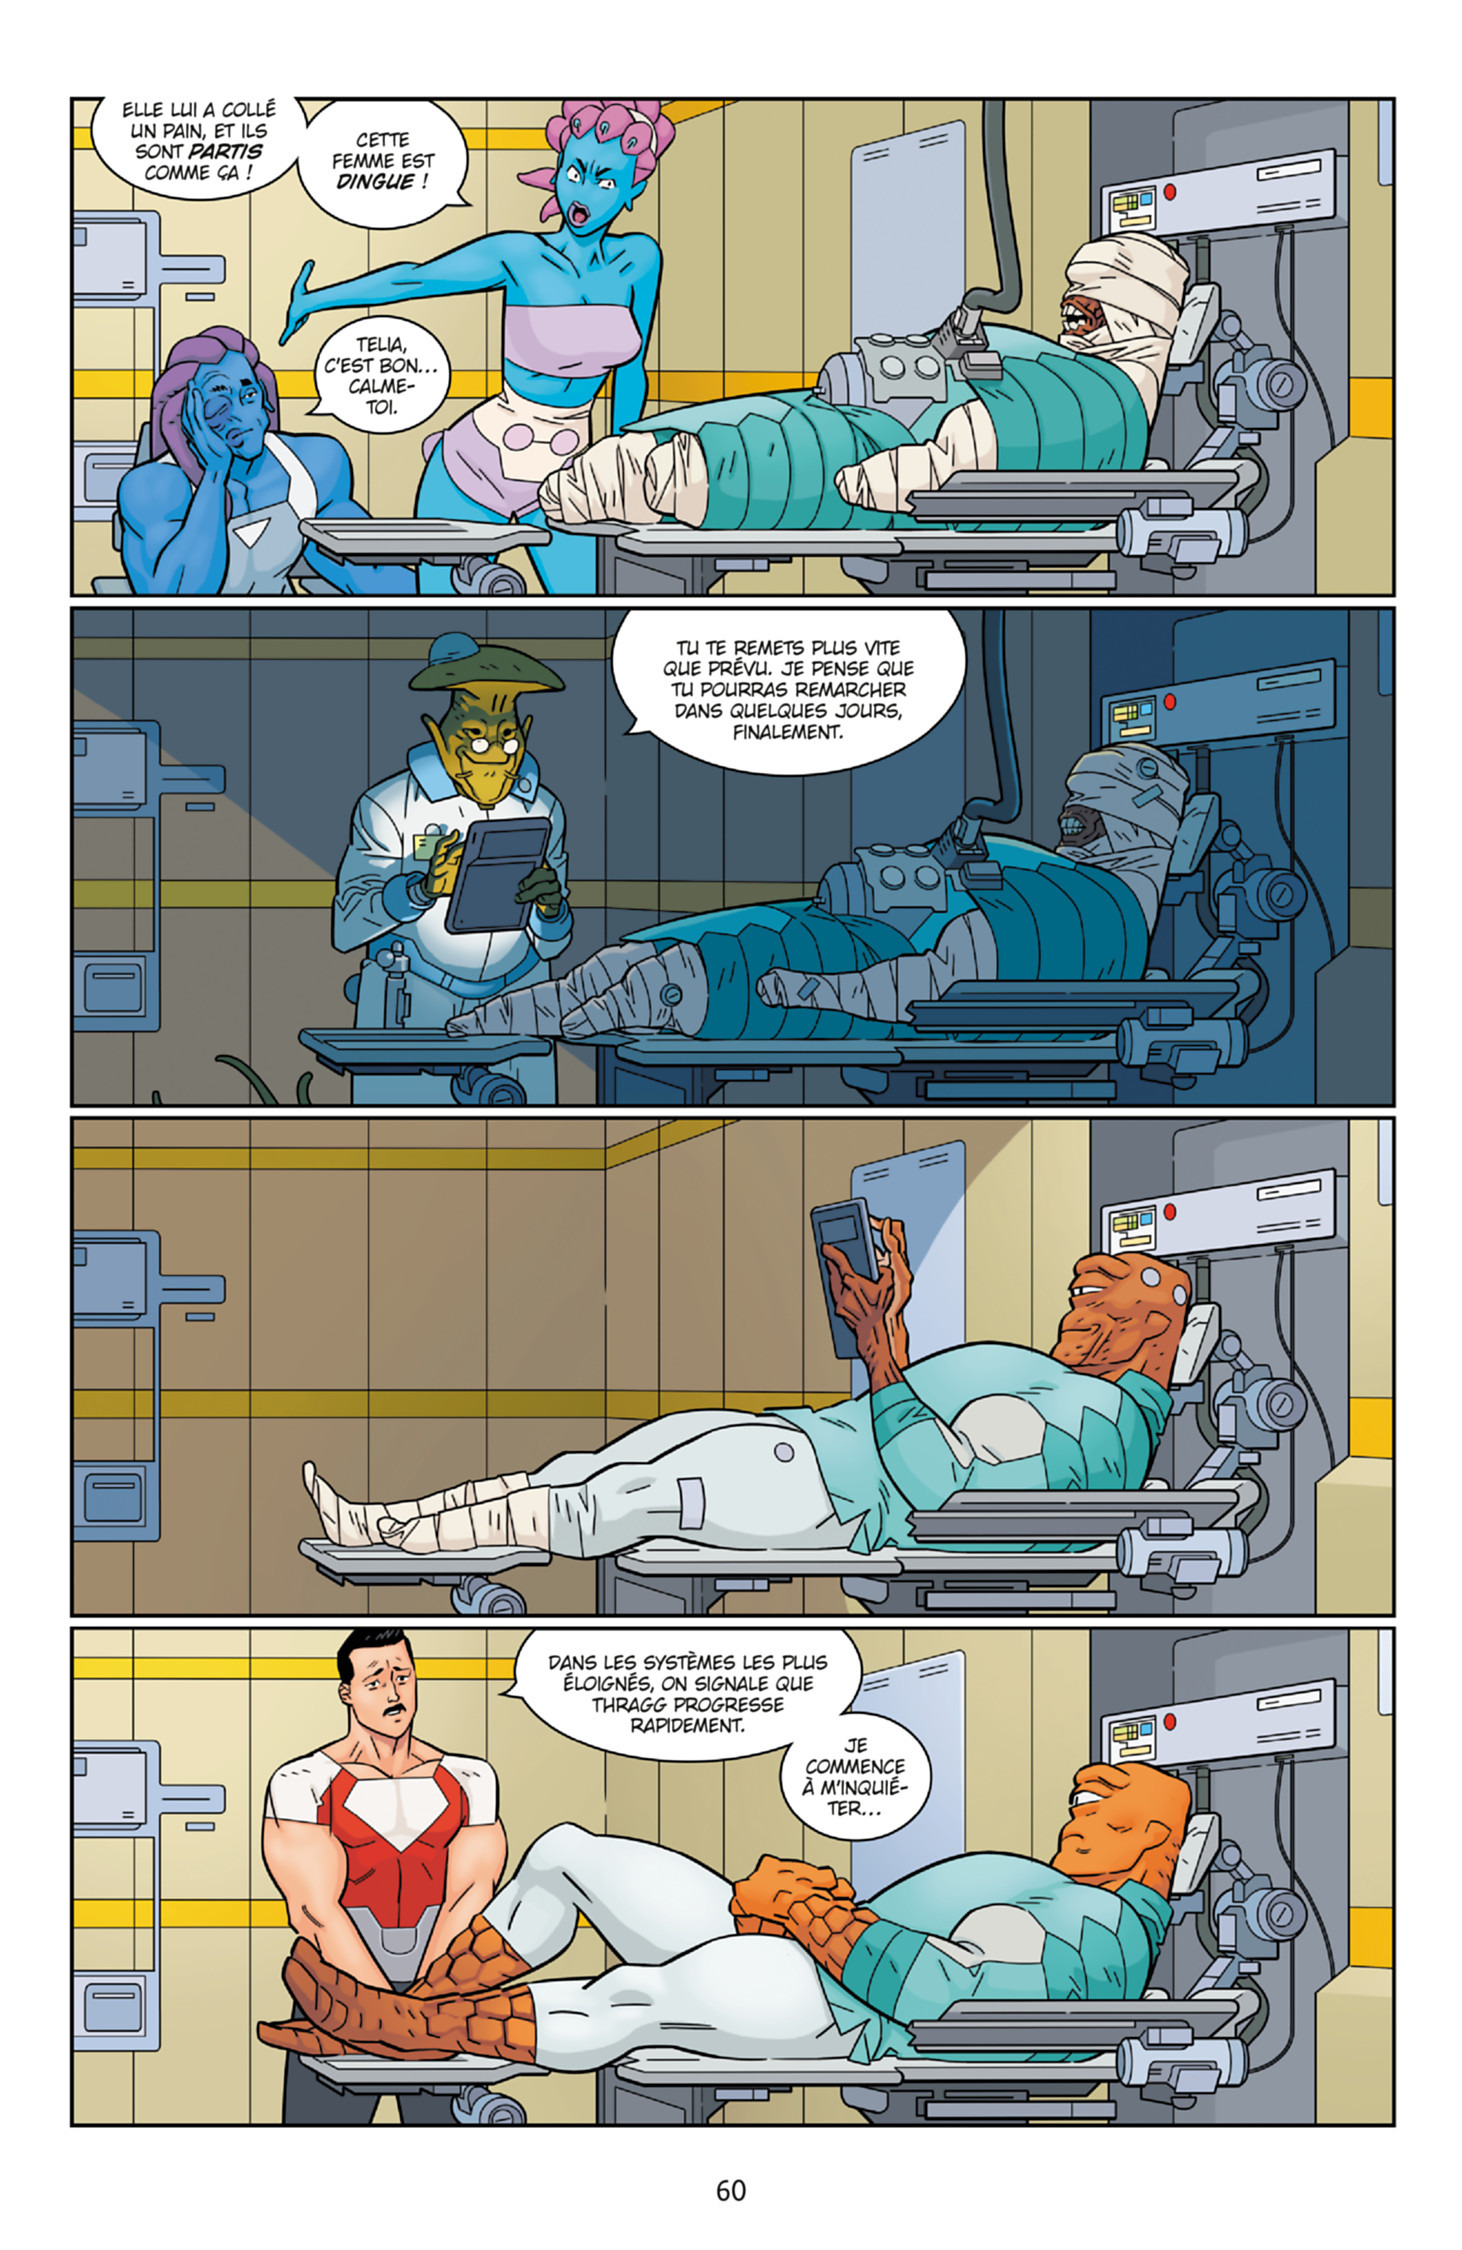 ELLE LUI A COLLÉ
UN PAIN, ET ILS
SONT PARTIS
COMME ÇA !
CETTE
FEMME EST
DINGUE !
TELIA,
C'EST BON...
CALME-
TOI.
TU TE REMETS PLUS VITE
QUE PRÉVU. JE PENSE QUE
TU POURRAS REMARCHER
DANS QUELQUES JOURS,
FINALEMENT.
DANS LES SYSTÈMES LES PLUS
ÉLOIGNÉS, ON SIGNALE QUE
THRAGG PROGRESSE
RAPIDEMENT.
JE
COMMENCE
À M'INQUIÉ-
TER...
60